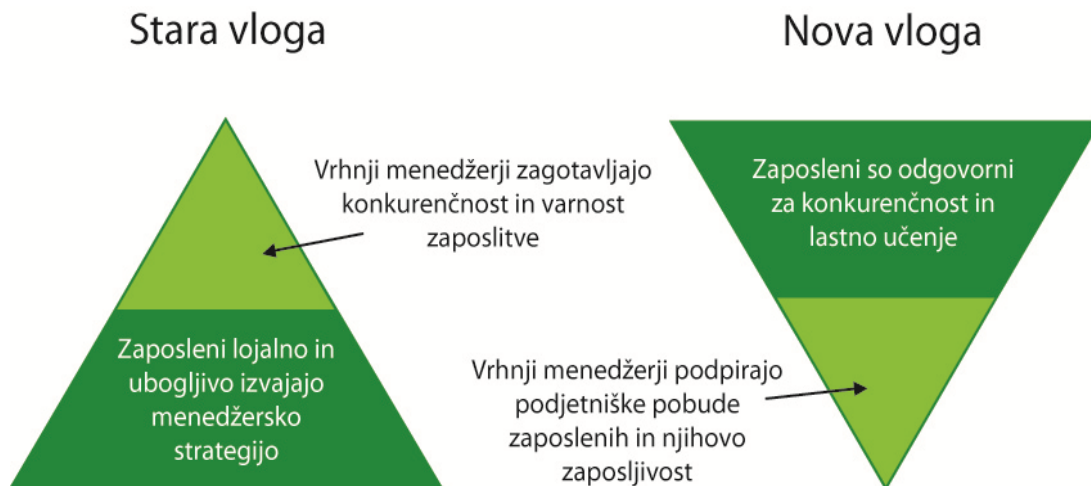 Stara vloga
Nova vloga
Vrhnji menedžerji zagotavljajo
konkurenčnost in varnost
zaposlitve
Zaposleni lojalno in
ubogljivo izvajajo
menedžersko
strategijo
Zaposleni so odgovorni
za konkurenčnost in
lastno učenje
Vrhnji menedžerji podpirajo
podjetniške pobude
zaposlenih in njihovo
zaposljivost